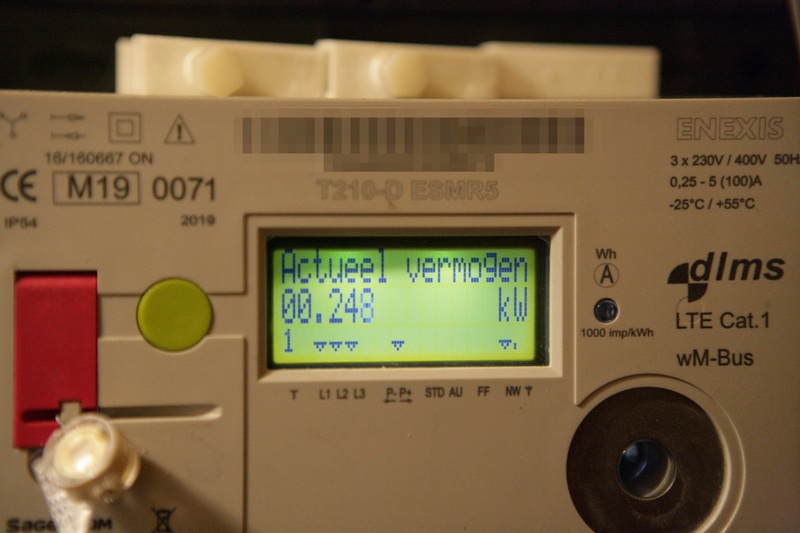 ENEXIS
16/160667 ON
3 x 230V / 400V 50H
CE M19 0071
T210-D ESMR5
0,25 - 5 (100)A
-25°C / +55°C
IP54
2019
Actueel vermogen
00.248 kW
1
Wh
A
1000 imp/kWh
dlms
LTE Cat.1
wM-Bus
T L1 L2 L3 P- P+ STD AU FF NW